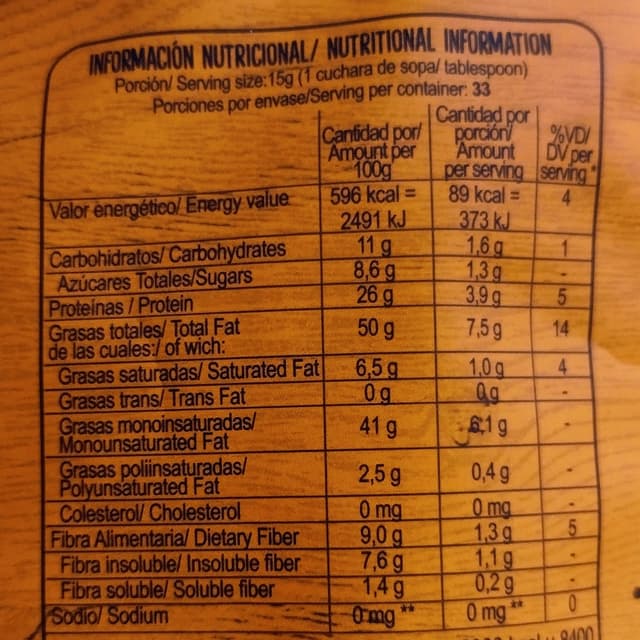 INFORMACIÓN NUTRICIONAL/ NUTRITIONAL INFORMATION
Porción/ Serving size:15g (1 cuchara de sopa/ tablespoon)
Porciones por envase/Serving per container: 33
Cantidad por/ Amount per 100g
Cantidad por porción/ Amount per serving
%VD/ DV per serving*
Valor energético/ Energy value 596 kcal = 2491 kJ 89 kcal = 373 kJ 4
Carbohidratos/ Carbohydrates 11 g 1,6 g 1
Azúcares Totales/Sugars 8,6 g 1,3 g -
Proteínas / Protein 26 g 3,9 g 5
Grasas totales/ Total Fat 50 g 7,5 g 14
de las cuales:/ of wich:
Grasas saturadas/ Saturated Fat 6,5 g 1,0 g 4
Grasas trans/ Trans Fat 0 g 0 g -
Grasas monoinsaturadas/
Monounsaturated Fat 41 g 6,1 g -
Grasas poliinsaturadas/
Polyunsaturated Fat 2,5 g 0,4 g -
Colesterol/ Cholesterol 0 mg 0 mg -
Fibra Alimentaria/ Dietary Fiber 9,0 g 1,3 g 5
Fibra insoluble/ Insoluble fiber 7,6 g 1,1 g -
Fibra soluble/ Soluble fiber 1,4 g 0,2 g -
Sodio/ Sodium 0 mg ** 0 mg ** 0
8400